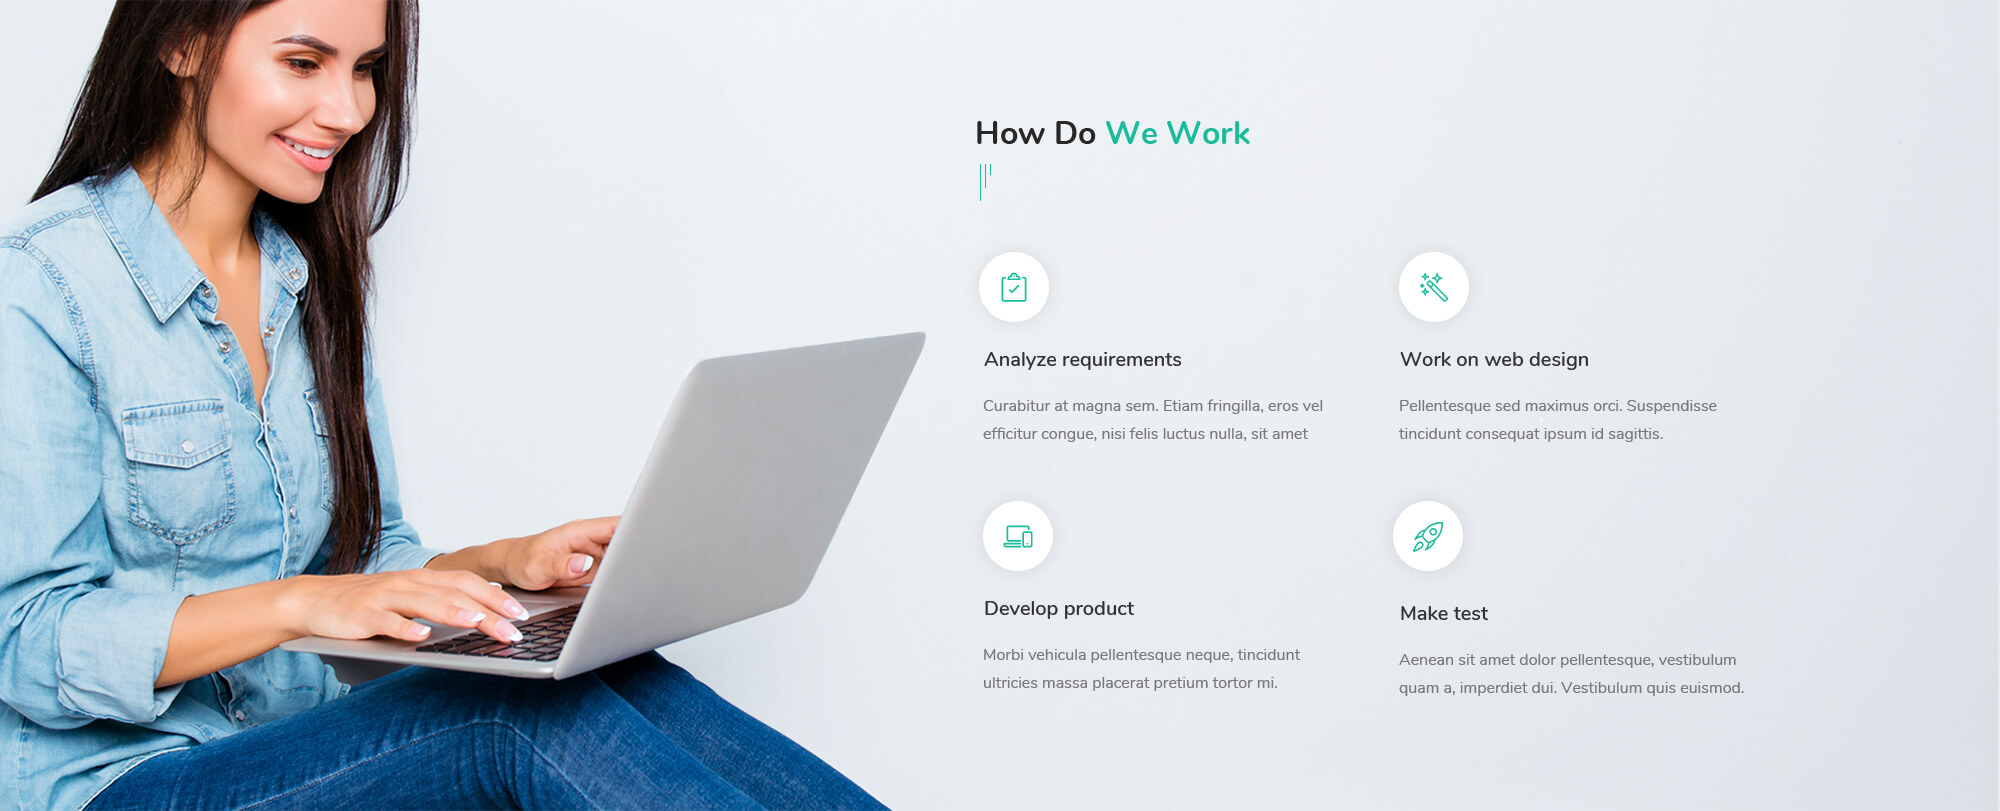 How Do We Work
Analyze requirements
Curabitur at magna sem. Etiam fringilla, eros vel
efficitur congue, nisi felis luctus nulla, sit amet
Work on web design
Pellentesque sed maximus orci. Suspendisse
tincidunt consequat ipsum id sagittis.
Develop product
Morbi vehicula pellentesque neque, tincidunt
ultricies massa placerat pretium tortor mi.
Make test
Aenean sit amet dolor pellentesque, vestibulum
quam a, imperdiet dui. Vestibulum quis euismod.